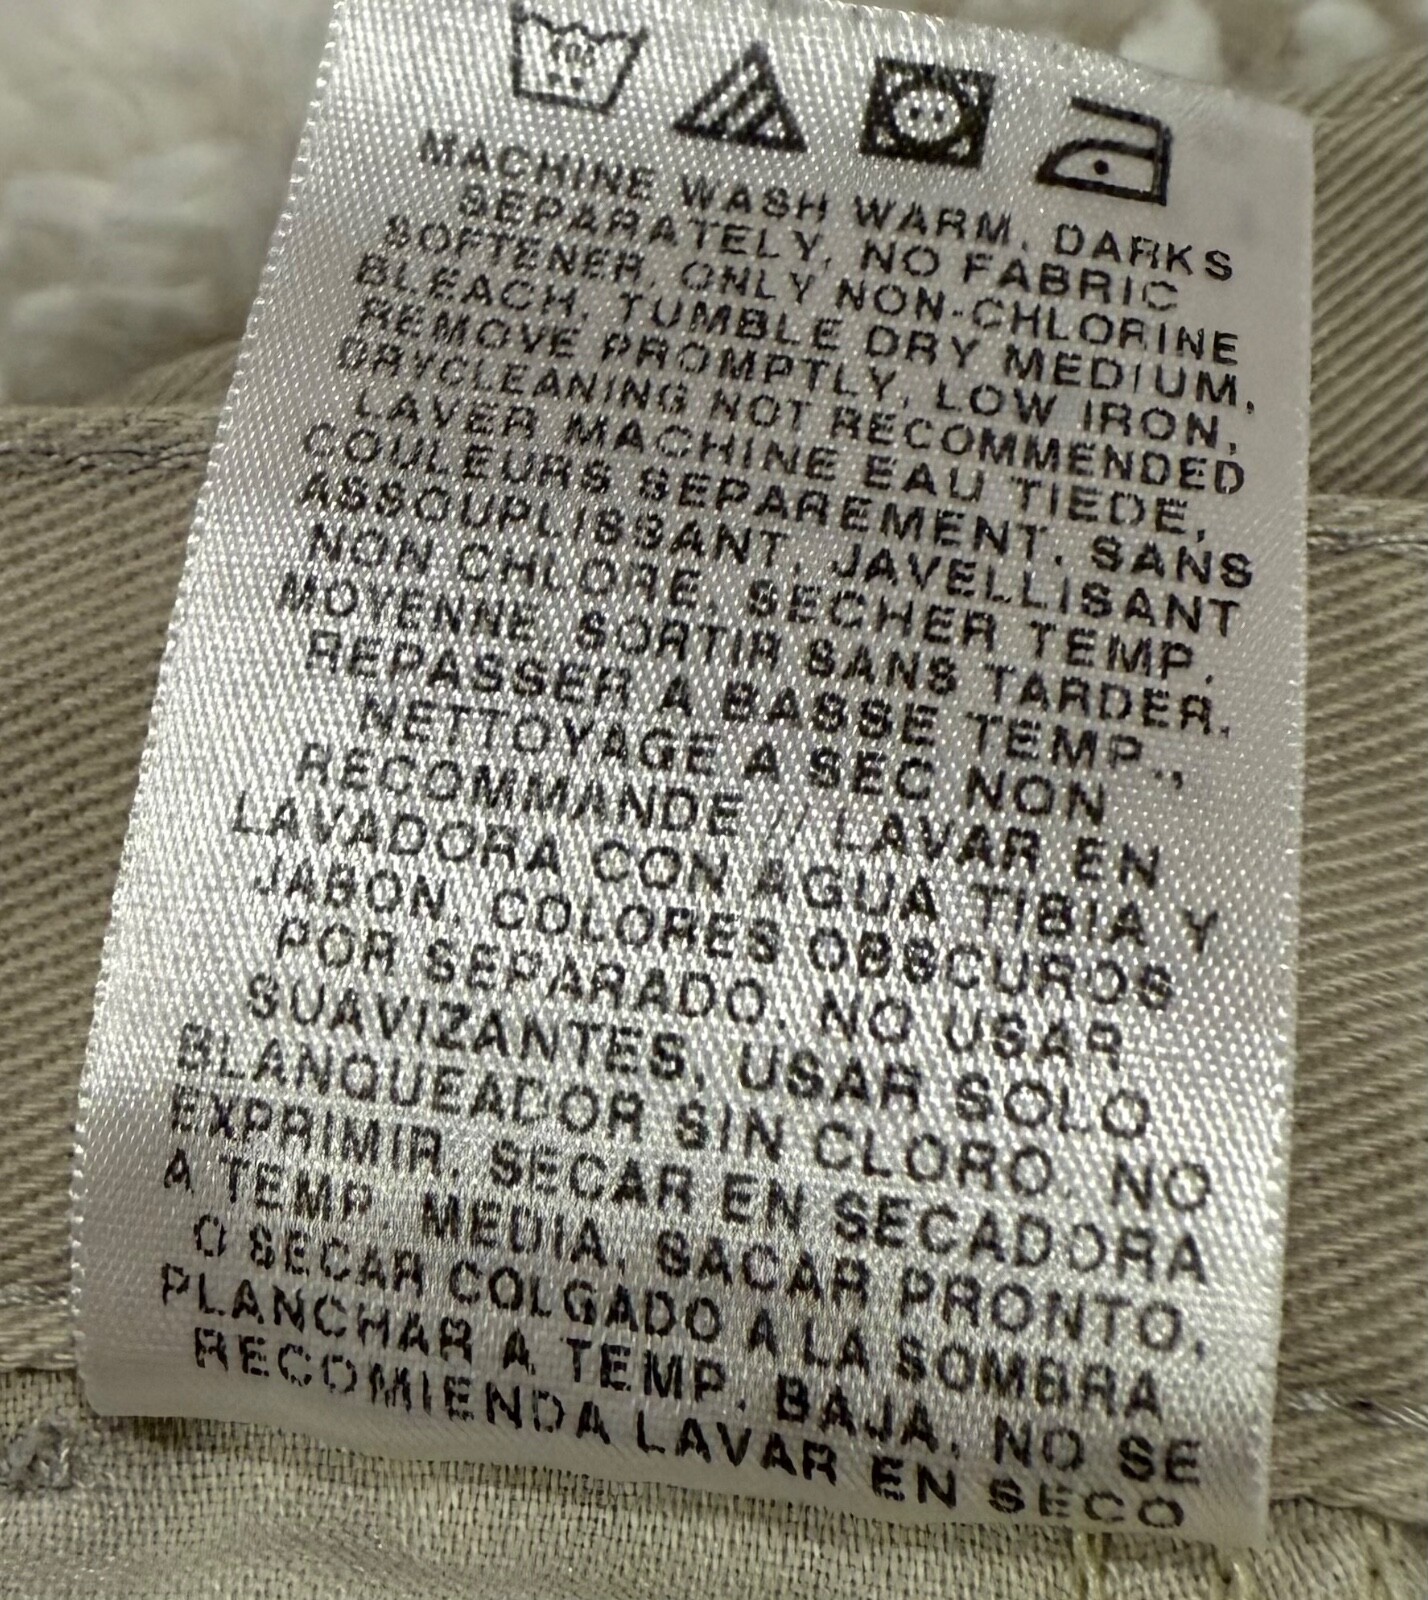 MACHINE WASH WARM, DARKS
SEPARATELY, NO FABRIC
SOFTENER, ONLY NON-CHLORINE
BLEACH, TUMBLE DRY MEDIUM,
REMOVE PROMPTLY, LOW IRON,
DRYCLEANING NOT RECOMMENDED
LAVER MACHINE EAU TIEDE,
COULEURS SEPAREMENT, SANS
ASSOUPLISSANT, JAVELLISANT
NON CHLORE, SECHER TEMP.
MOYENNE, SORTIR SANS TARDER,
REPASSER A BASSE TEMP.,
NETTOYAGE A SEC NON
RECOMMANDE // LAVAR EN
LAVADORA CON AGUA TIBIA Y
JABON, COLORES OBSCUROS
POR SEPARADO, NO USAR
SUAVIZANTES, USAR SOLO
BLANQUEADOR SIN CLORO, NO
EXPRIMIR, SECAR EN SECADORA
A TEMP. MEDIA, SACAR PRONTO,
O SECAR COLGADO A LA SOMBRA
PLANCHAR A TEMP. BAJA, NO SE
RECOMIENDA LAVAR EN SECO